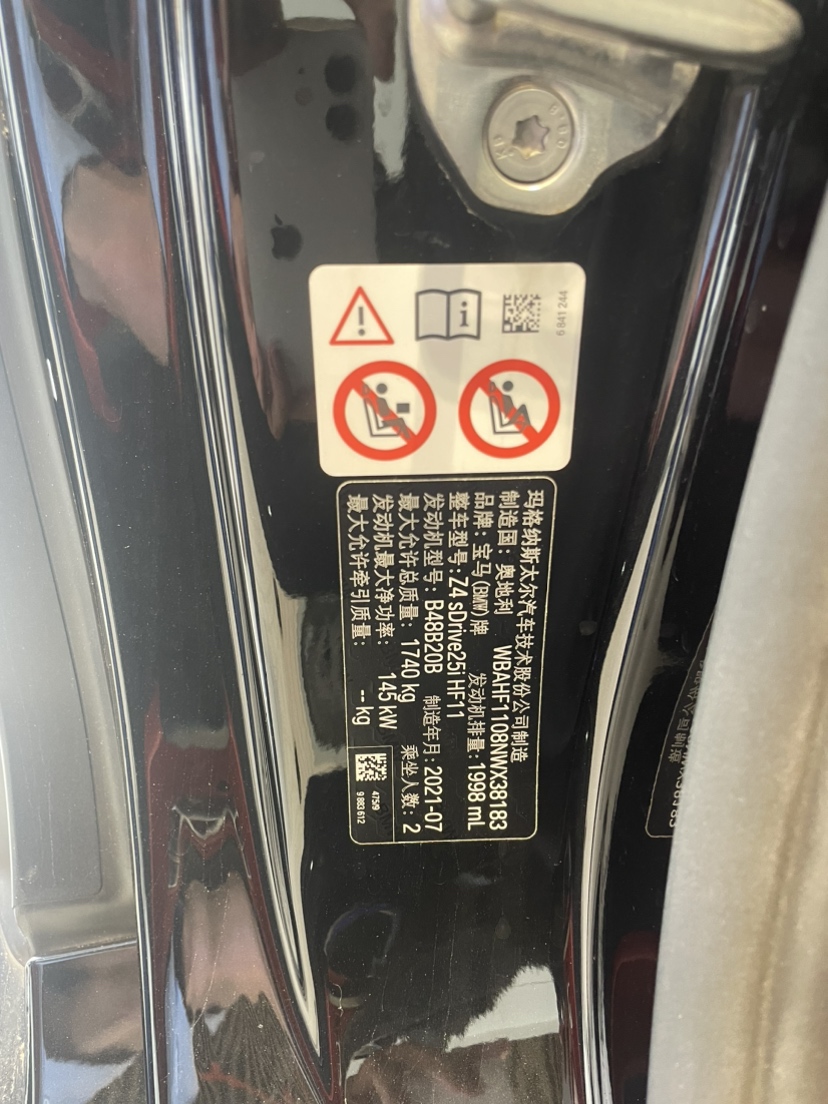 6 841 244
玛格纳斯太尔汽车技术股份公司制造
制造国：奥地利 WBAHF1108NWX38183
品牌：宝马(BMW)牌 发动机排量：1998 mL
整车型号：Z4 sDrive25i HF11
发动机型号：B48B20B 制造年月：2021-07
最大允许总质量：1740 kg 乘坐人数：2
发动机最大净功率：145 kW
最大允许牵引质量：-- kg
475/9
9 883 612